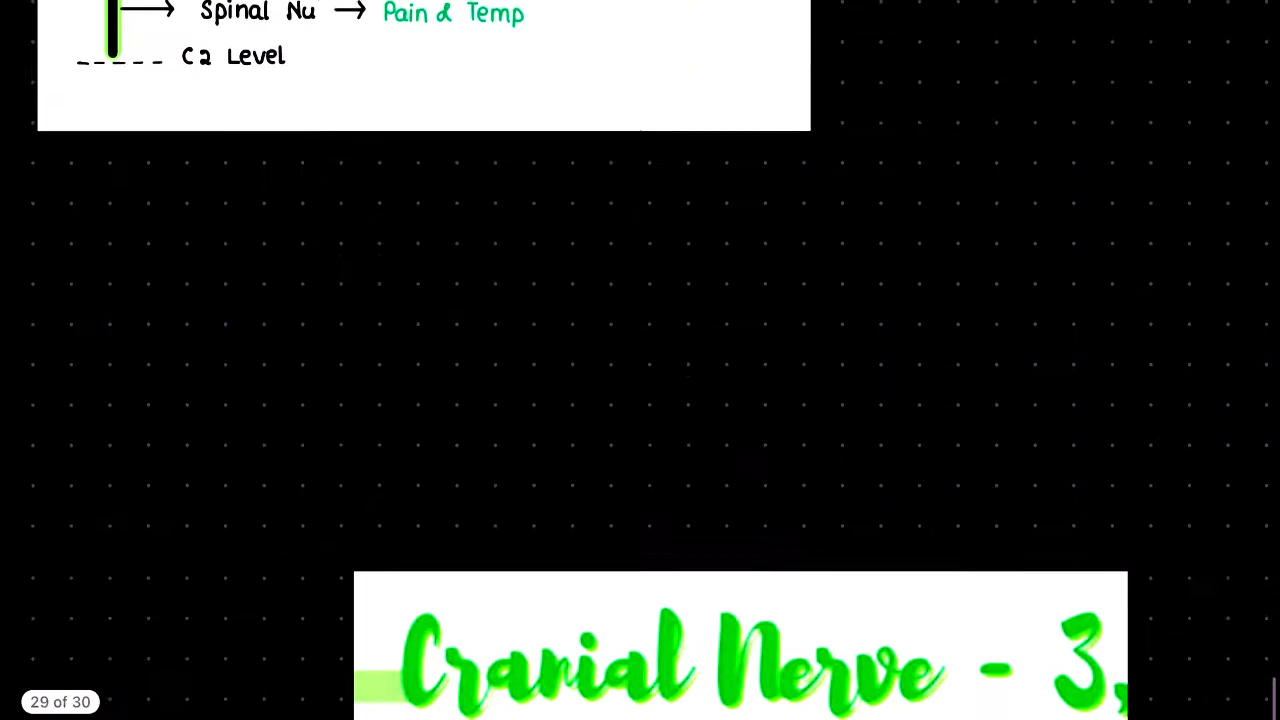 Spinal Nu → Pain & Temp
C2 Level
Cranial Nerve - 3,
29 of 30